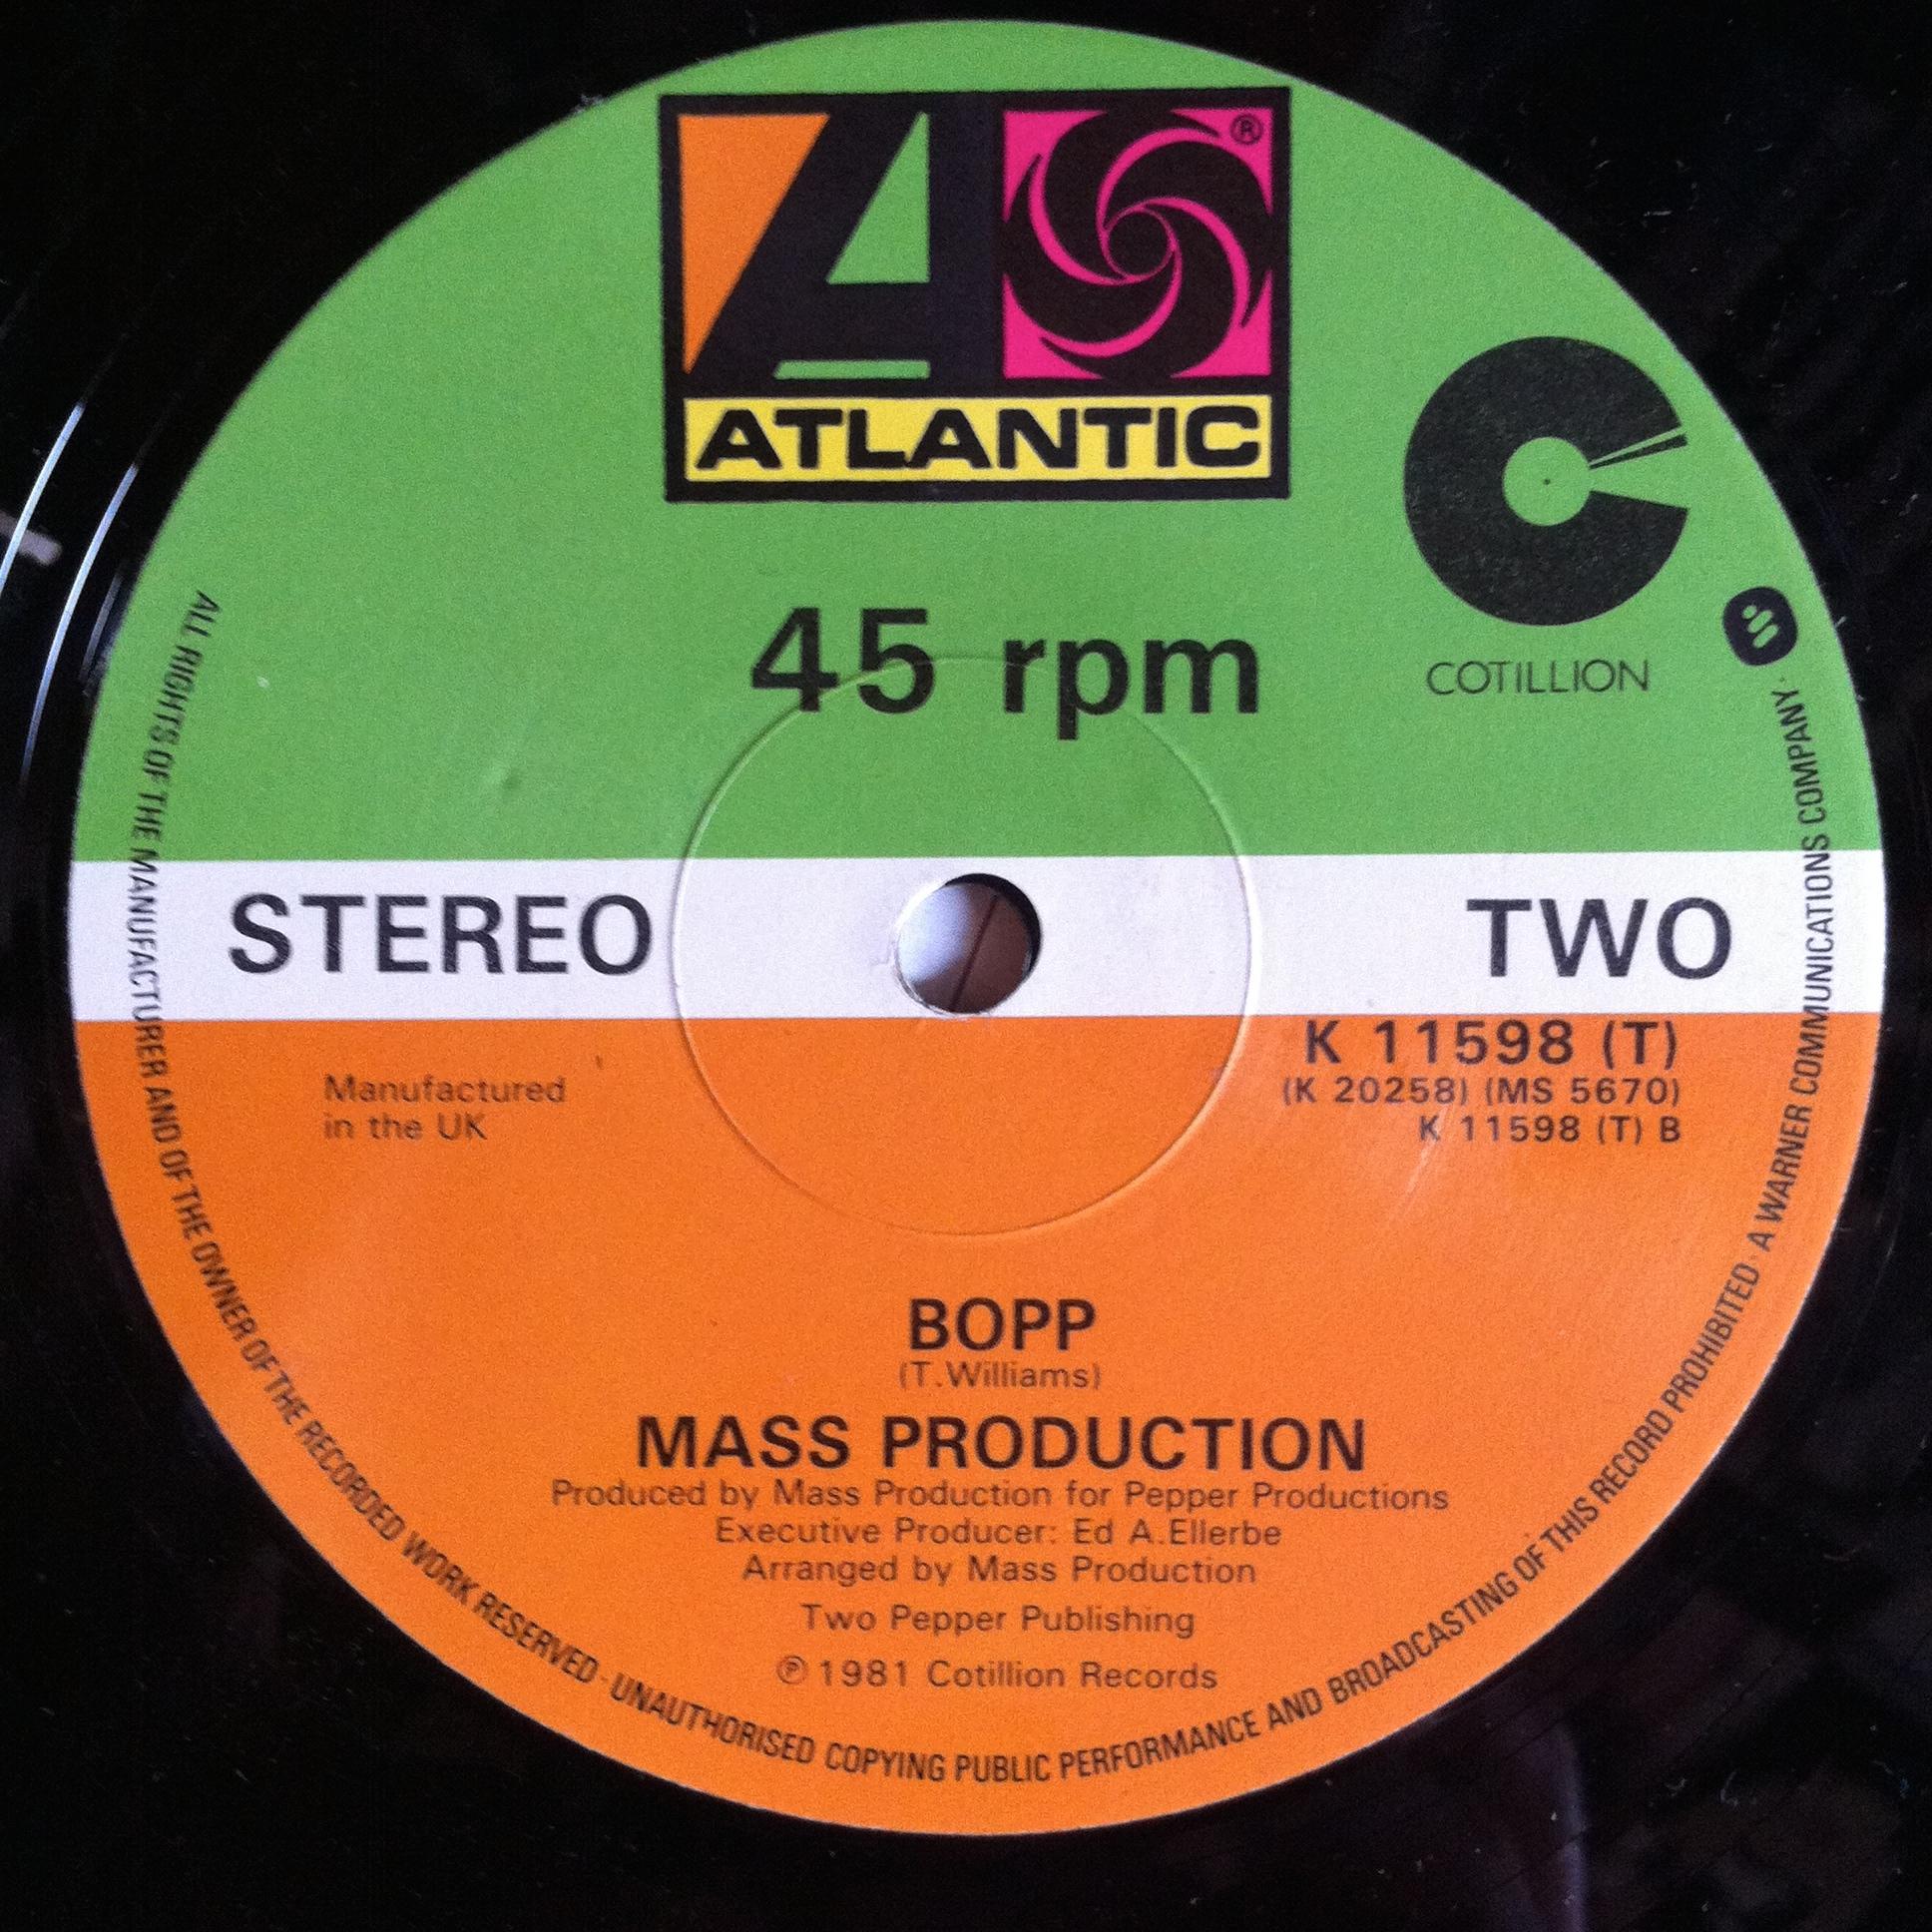 ®
ATLANTIC
45 rpm
COTILLION
STEREO
TWO
K 11598 (T)
(K 20258) (MS 5670)
K 11598 (T) B
Manufactured
in the UK
BOPP
(T.Williams)
MASS PRODUCTION
Produced by Mass Production for Pepper Productions
Executive Producer: Ed A.Ellerbe
Arranged by Mass Production
Two Pepper Publishing
℗ 1981 Cotillion Records
ALL RIGHTS OF THE MANUFACTURER AND OF THE OWNER OF THE RECORDED WORK RESERVED · UNAUTHORISED COPYING PUBLIC PERFORMANCE AND BROADCASTING OF THIS RECORD PROHIBITED · A WARNER COMMUNICATIONS COMPANY ·